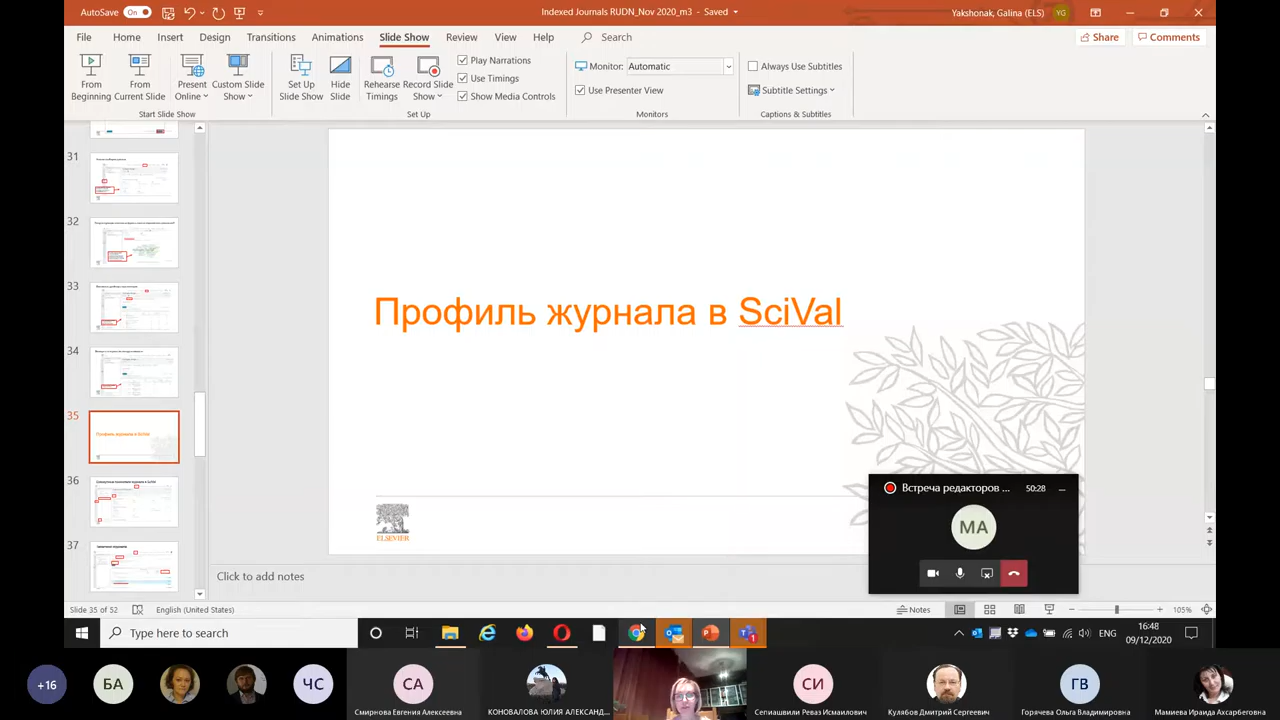 AutoSave On
Indexed Journals RUDN_Nov 2020_m3 - Saved
Yakshonak, Galina (ELS) YG
File Home Insert Design Transitions Animations Slide Show Review View Help Search
Share Comments
From Beginning
From Current Slide
Present Online
Custom Slide Show
Start Slide Show
Set Up Slide Show
Hide Slide
Rehearse Timings
Record Slide Show
Play Narrations
Use Timings
Show Media Controls
Set Up
Monitor: Automatic
Use Presenter View
Monitors
Always Use Subtitles
Subtitle Settings
Captions & Subtitles
31
32
33
34
35
36
37
Профиль журнала в SciVal
ELSEVIER
Встреча редакторов ... 50:28
MA
Click to add notes
Slide 35 of 52 English (United States)
Notes
105%
Type here to search
ENG
16:48
09/12/2020
+16
БА
ЧС
СА
СИ
ГВ
Смирнова Евгения Алексеевна
КОНОВАЛОВА ЮЛИЯ АЛЕКСАНД...
Сепиашвили Реваз Исмаилович
Кулябов Дмитрий Сергеевич
Горячева Ольга Владимировна
Мамиева Ирида Ахсарбеговна